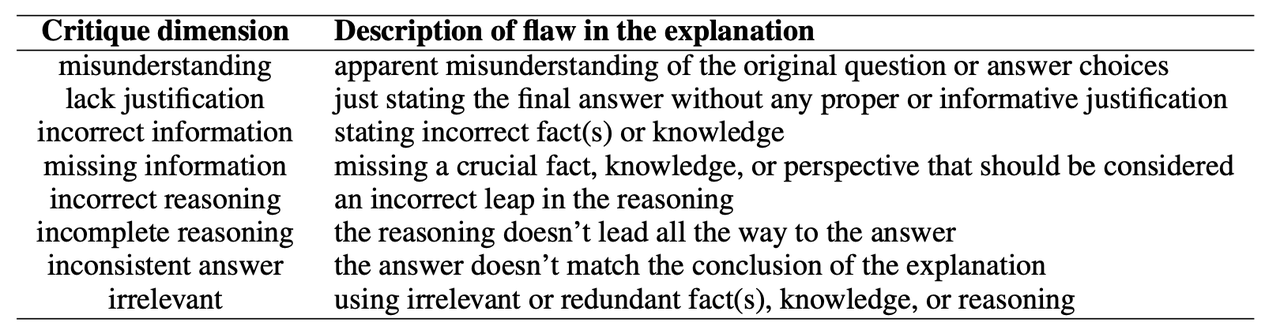 Critique dimension Description of flaw in the explanation
misunderstanding apparent misunderstanding of the original question or answer choices
lack justification just stating the final answer without any proper or informative justification
incorrect information stating incorrect fact(s) or knowledge
missing information missing a crucial fact, knowledge, or perspective that should be considered
incorrect reasoning an incorrect leap in the reasoning
incomplete reasoning the reasoning doesn’t lead all the way to the answer
inconsistent answer the answer doesn’t match the conclusion of the explanation
irrelevant using irrelevant or redundant fact(s), knowledge, or reasoning